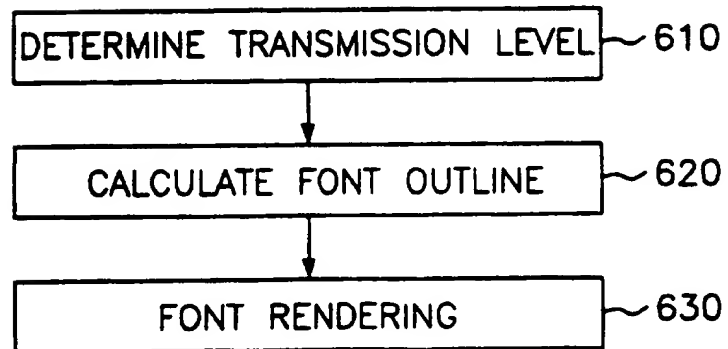 DETERMINE TRANSMISSION LEVEL 610
CALCULATE FONT OUTLINE 620
FONT RENDERING 630